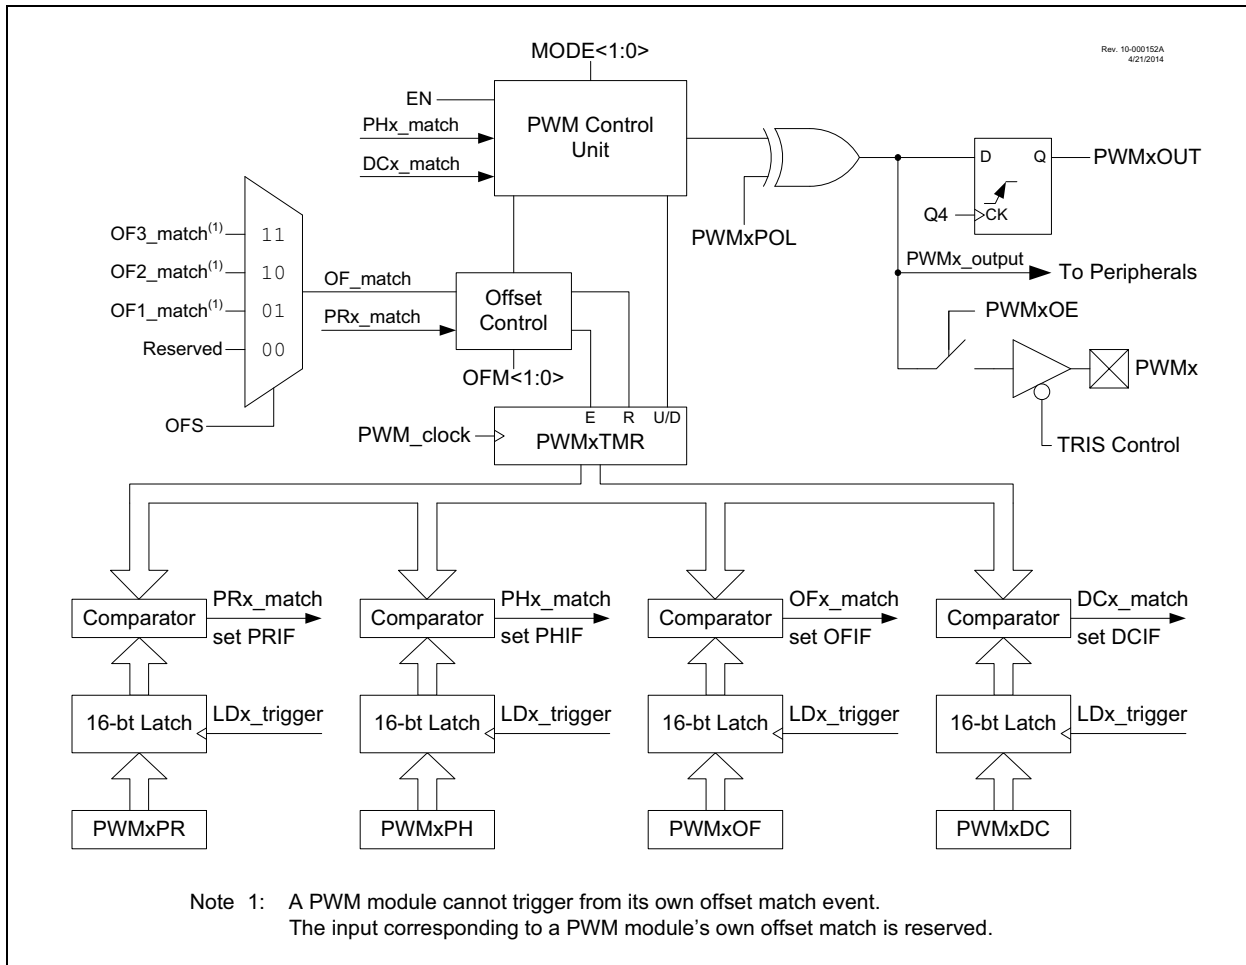 Rev. 10-000152A
4/21/2014
MODE<1:0>
EN
PHx_match
DCx_match
PWM Control
Unit
PWMxPOL
D
Q
PWMxOUT
Q4
CK
PWMx_output
To Peripherals
PWMxOE
PWMx
TRIS Control
OF3_match(1)
11
OF2_match(1)
10
OF1_match(1)
01
Reserved
00
OFS
OF_match
PRx_match
Offset
Control
OFM<1:0>
E
R
U/D
PWM_clock
PWMxTMR
Comparator
PRx_match
set PRIF
Comparator
PHx_match
set PHIF
Comparator
OFx_match
set OFIF
Comparator
DCx_match
set DCIF
16-bt Latch
LDx_trigger
16-bt Latch
LDx_trigger
16-bt Latch
LDx_trigger
16-bt Latch
LDx_trigger
PWMxPR
PWMxPH
PWMxOF
PWMxDC
Note 1: A PWM module cannot trigger from its own offset match event.
The input corresponding to a PWM module's own offset match is reserved.